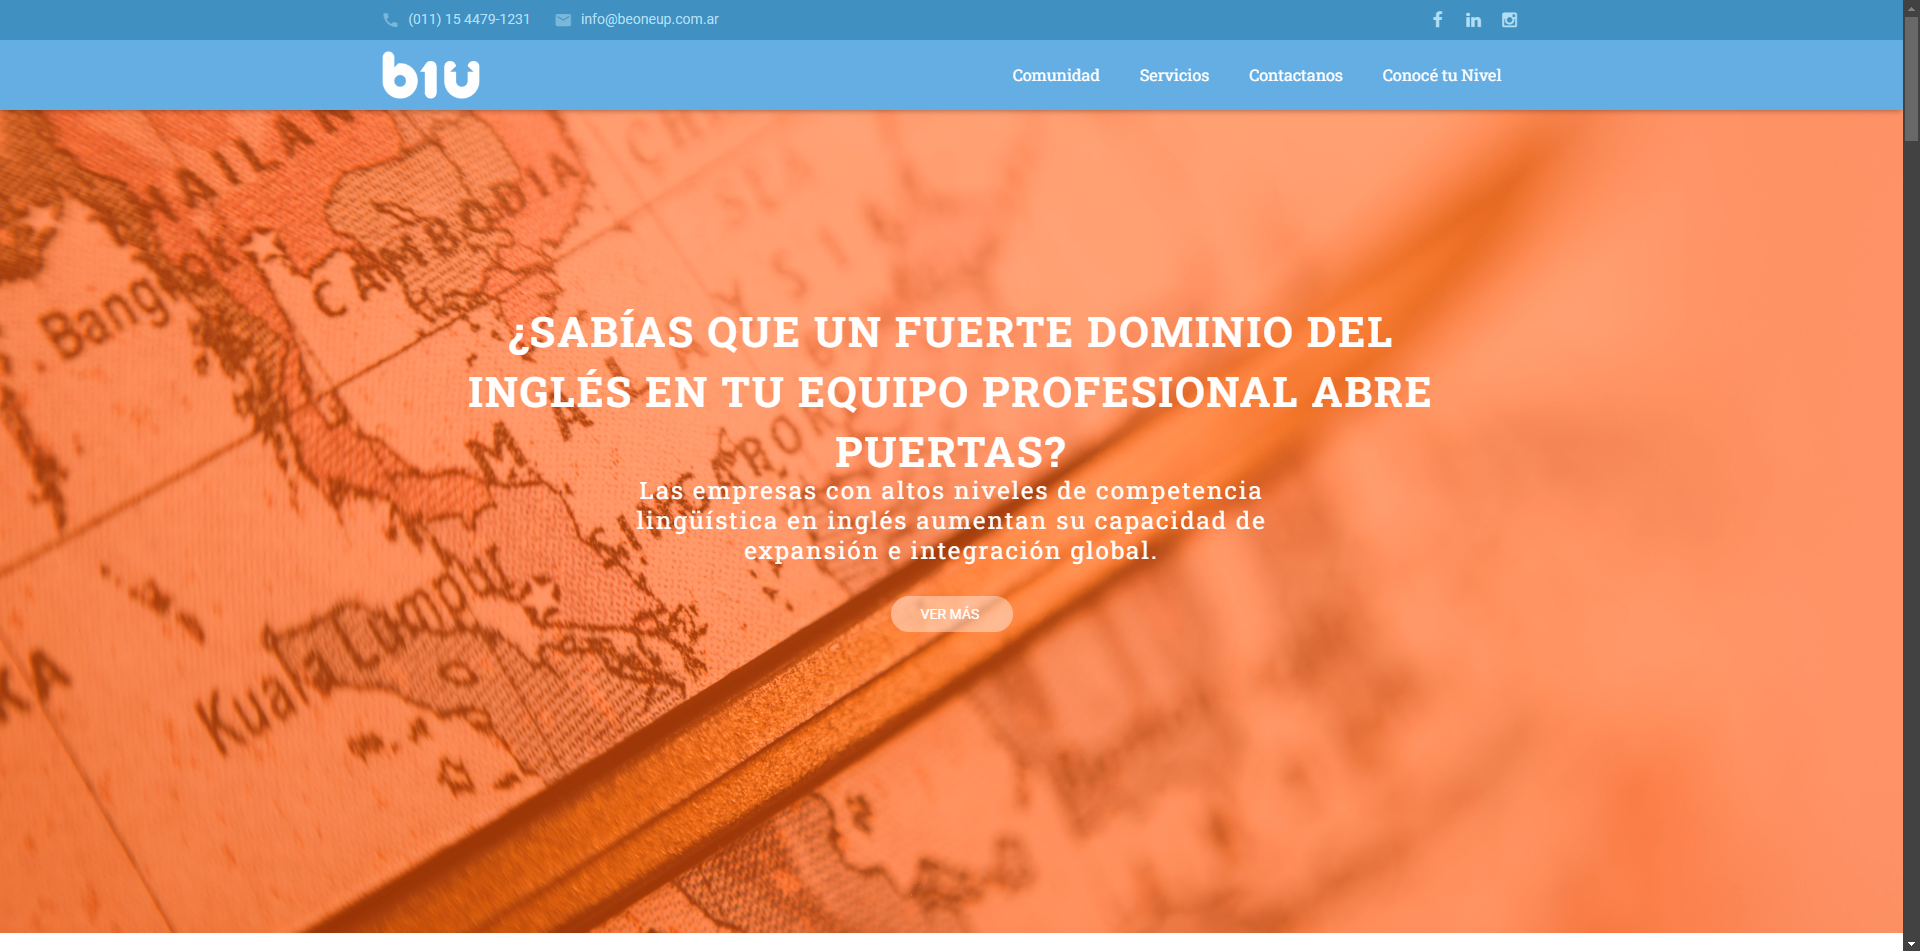 (011) 15 4479-1231 info@beoneup.com.ar
b1u
Comunidad Servicios Contactanos Conocé tu Nivel
¿SABÍAS QUE UN FUERTE DOMINIO DEL
INGLÉS EN TU EQUIPO PROFESIONAL ABRE
PUERTAS?
Las empresas con altos niveles de competencia
lingüística en inglés aumentan su capacidad de
expansión e integración global.
VER MÁS
CAMBODIA
Bangkok
MALAYSIA
Kuala Lumpur